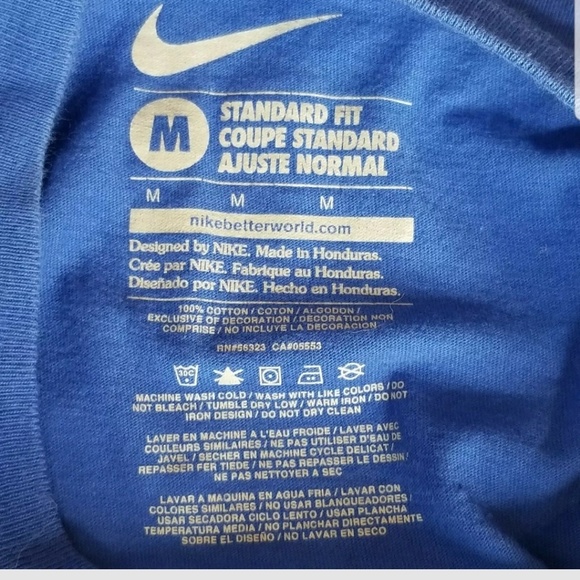 M
STANDARD FIT
COUPE STANDARD
AJUSTE NORMAL
M M M
nikebetterworld.com
Designed by NIKE. Made in Honduras.
Crée par NIKE. Fabrique au Honduras.
Diseñado por NIKE. Hecho en Honduras.
100% COTTON / COTON / ALGODON /
EXCLUSIVE OF DECORATION / DECORATION NON
COMPRISE / NO INCLUYE LA DECORACION
RN#56323 CA#05553
30C
MACHINE WASH COLD / WASH WITH LIKE COLORS / DO
NOT BLEACH / TUMBLE DRY LOW / WARM IRON / DO NOT
IRON DESIGN / DO NOT DRY CLEAN
LAVER EN MACHINE A L'EAU FROIDE / LAVER AVEC
COULEURS SIMILAIRES / NE PAS UTILISER D'EAU DE
JAVEL / SECHER EN MACHINE CYCLE DELICAT /
REPASSER FER TIEDE / NE PAS REPASSER LE DESSIN/
NE PAS NETTOYER A SEC
LAVAR A MAQUINA EN AGUA FRIA / LAVAR CON
COLORES SIMILARES / NO USAR BLANQUEADORES/
USAR SECADORA CICLO LENTO / USAR PLANCHA
TEMPERATURA MEDIA / NO PLANCHAR DIRECTAMENTE
SOBRE EL DISEÑO / NO LAVAR EN SECO